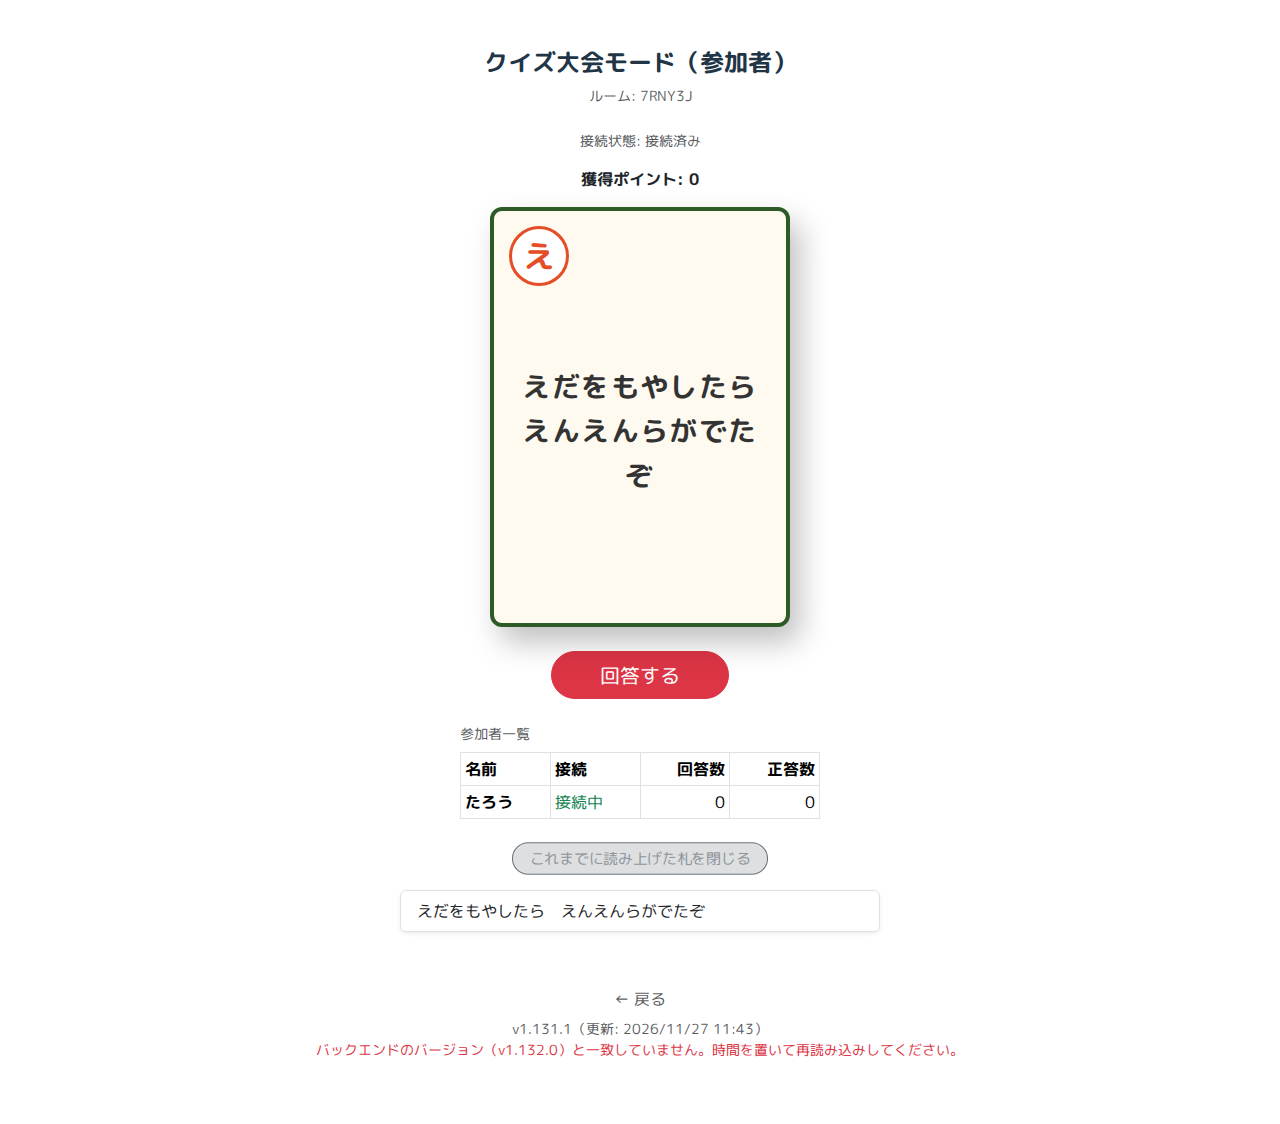 クイズ大会モード（参加者）
ルーム: 7RNY3J
接続状態: 接続済み
獲得ポイント: 0
え
えだをもやしたら
えんえんらがでた
ぞ
回答する
参加者一覧
名前 接続 回答数 正答数
たろう 接続中 0 0
これまでに読み上げた札を閉じる
えだをもやしたら　えんえんらがでたぞ
← 戻る
v1.131.1（更新: 2026/11/27 11:43）
バックエンドのバージョン（v1.132.0）と一致していません。時間を置いて再読み込みしてください。